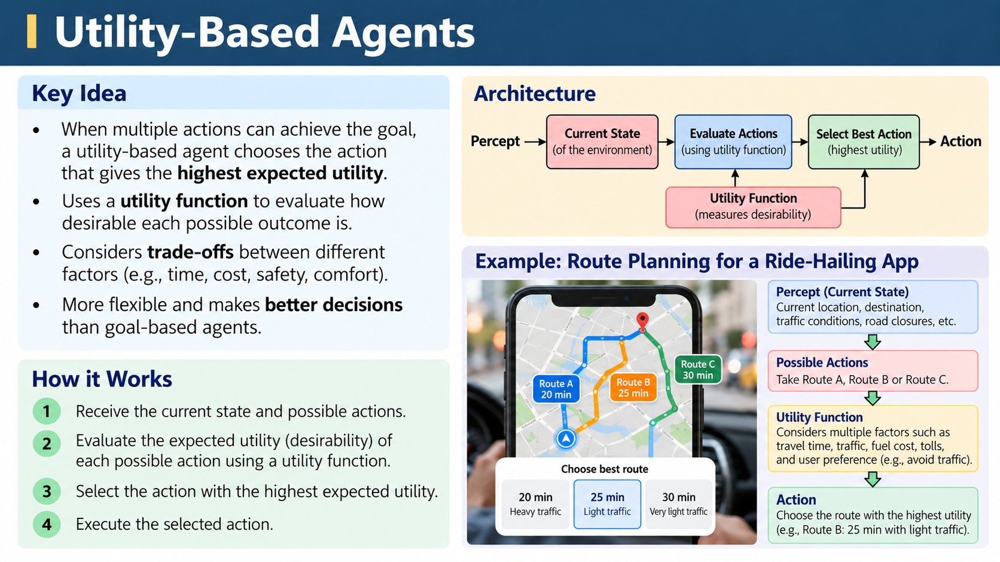 Utility-Based Agents
Key Idea
• When multiple actions can achieve the goal,
a utility-based agent chooses the action
that gives the highest expected utility.
• Uses a utility function to evaluate how
desirable each possible outcome is.
• Considers trade-offs between different
factors (e.g., time, cost, safety, comfort).
• More flexible and makes better decisions
than goal-based agents.
How it Works
1 Receive the current state and possible actions.
2 Evaluate the expected utility (desirability) of
each possible action using a utility function.
3 Select the action with the highest expected utility.
4 Execute the selected action.
Architecture
Percept
Current State
(of the environment)
Evaluate Actions
(using utility function)
Select Best Action
(highest utility)
Action
Utility Function
(measures desirability)
Example: Route Planning for a Ride-Hailing App
Route A
20 min
Route B
25 min
Route C
30 min
Choose best route
20 min
Heavy traffic
25 min
Light traffic
30 min
Very light traffic
Percept (Current State)
Current location, destination,
traffic conditions, road closures, etc.
Possible Actions
Take Route A, Route B or Route C.
Utility Function
Considers multiple factors such as
travel time, traffic, fuel cost, tolls,
and user preference (e.g., avoid traffic).
Action
Choose the route with the highest utility
(e.g., Route B: 25 min with light traffic).